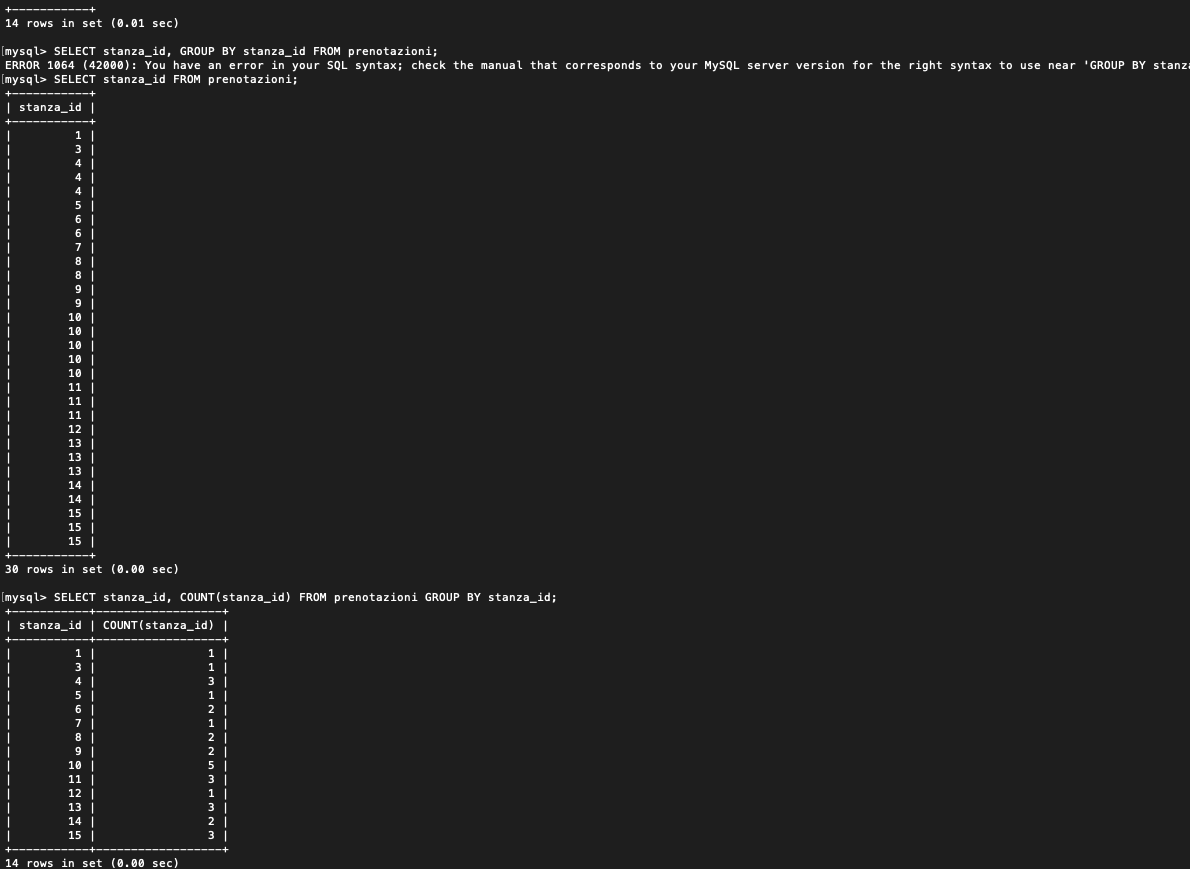 +-----------+
14 rows in set (0.01 sec)
[mysql> SELECT stanza_id, GROUP BY stanza_id FROM prenotazioni;
ERROR 1064 (42000): You have an error in your SQL syntax; check the manual that corresponds to your MySQL server version for the right syntax to use near 'GROUP BY stanz
[mysql> SELECT stanza_id FROM prenotazioni;
+-----------+
| stanza_id |
+-----------+
|         1 |
|         3 |
|         4 |
|         4 |
|         4 |
|         5 |
|         6 |
|         6 |
|         7 |
|         8 |
|         8 |
|         9 |
|         9 |
|        10 |
|        10 |
|        10 |
|        10 |
|        10 |
|        11 |
|        11 |
|        11 |
|        12 |
|        13 |
|        13 |
|        13 |
|        14 |
|        14 |
|        15 |
|        15 |
|        15 |
+-----------+
30 rows in set (0.00 sec)
[mysql> SELECT stanza_id, COUNT(stanza_id) FROM prenotazioni GROUP BY stanza_id;
+-----------+------------------+
| stanza_id | COUNT(stanza_id) |
+-----------+------------------+
|         1 |                1 |
|         3 |                1 |
|         4 |                3 |
|         5 |                1 |
|         6 |                2 |
|         7 |                1 |
|         8 |                2 |
|         9 |                2 |
|        10 |                5 |
|        11 |                3 |
|        12 |                1 |
|        13 |                3 |
|        14 |                2 |
|        15 |                3 |
+-----------+------------------+
14 rows in set (0.00 sec)